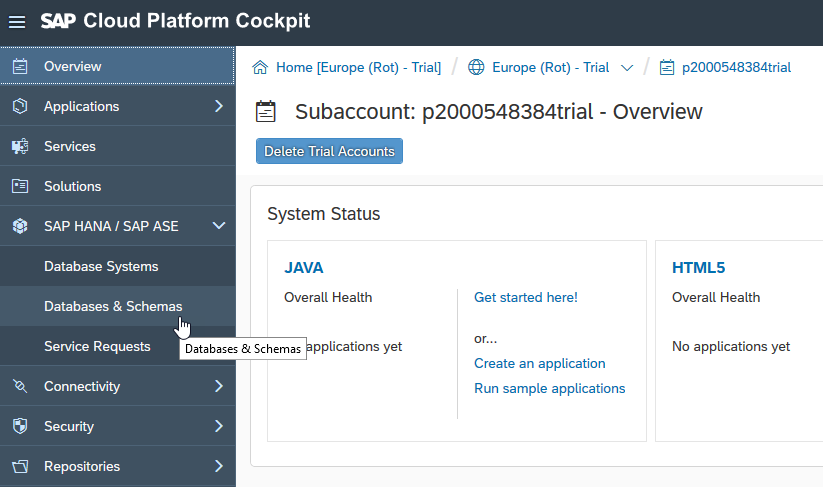 SAP Cloud Platform Cockpit
Overview
Applications
Services
Solutions
SAP HANA / SAP ASE
Database Systems
Databases & Schemas
Service Requests
Connectivity
Security
Repositories
Databases & Schemas
Home [Europe (Rot) - Trial] / Europe (Rot) - Trial / p2000548384trial
Subaccount: p2000548384trial - Overview
Delete Trial Accounts
System Status
JAVA
Overall Health
applications yet
Get started here!
or...
Create an application
Run sample applications
HTML5
Overall Health
No applications yet